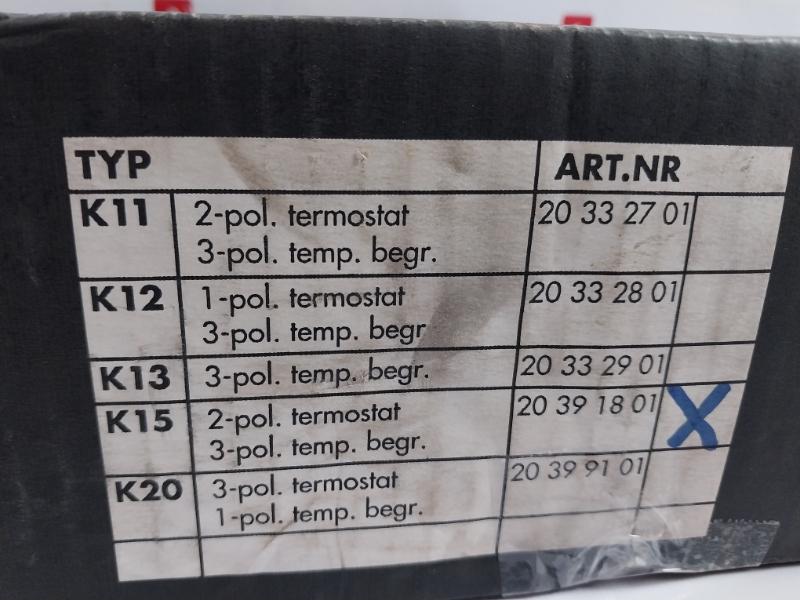 TYP ART.NR
K11 2-pol. termostat 20 33 27 01
3-pol. temp. begr.
K12 1-pol. termostat 20 33 28 01
3-pol. temp. begr
K13 3-pol. temp. begr. 20 33 29 01
K15 2-pol. termostat 20 39 18 01 X
3-pol. temp. begr.
K20 3-pol. termostat 20 39 91 01
1-pol. temp. begr.